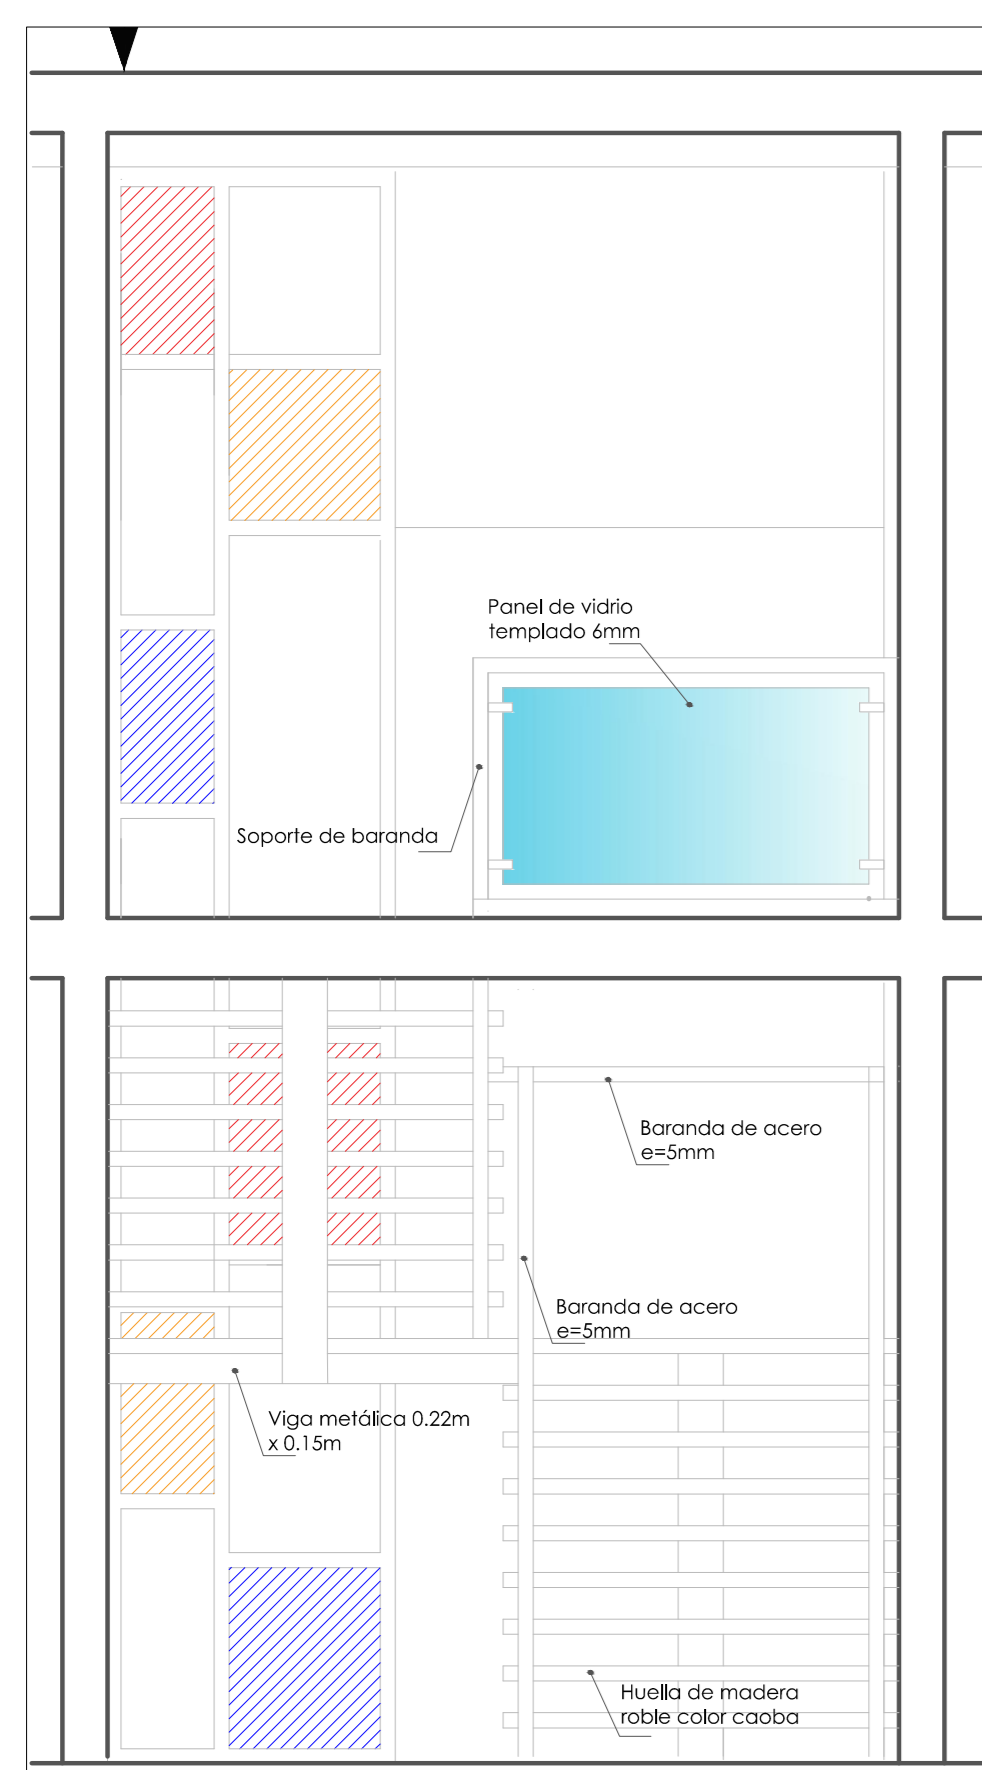 Panel de vidrio
templado 6mm
Soporte de baranda
Baranda de acero
e=5mm
Baranda de acero
e=5mm
Viga metálica 0.22m
x 0.15m
Huella de madera
roble color caoba